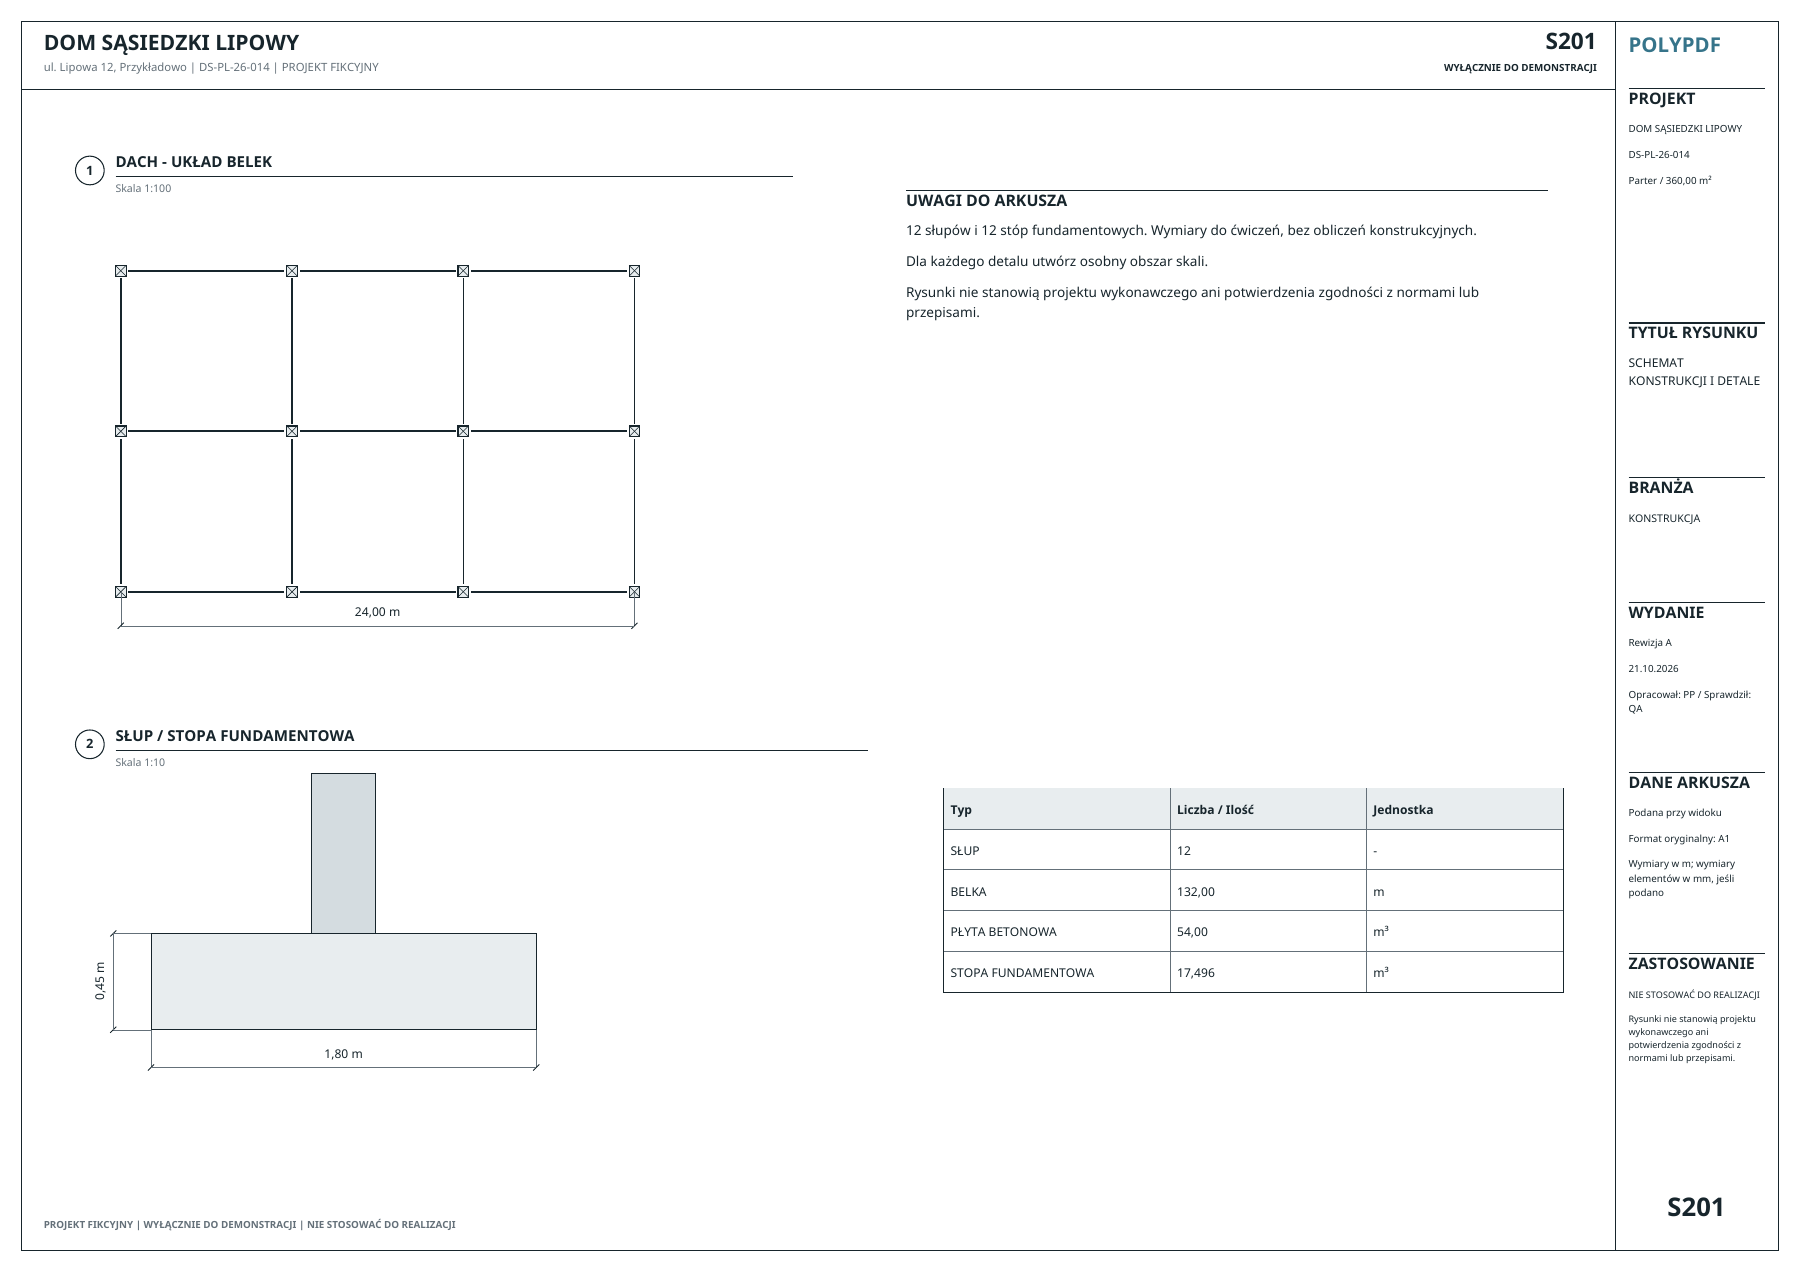 DOM SĄSIEDZKI LIPOWY
ul. Lipowa 12, Przykładowo | DS-PL-26-014 | PROJEKT FIKCYJNY
S201
WYŁĄCZNIE DO DEMONSTRACJI
1
DACH - UKŁAD BELEK
Skala 1:100
24,00 m
UWAGI DO ARKUSZA
12 słupów i 12 stóp fundamentowych. Wymiary do ćwiczeń, bez obliczeń konstrukcyjnych.
Dla każdego detalu utwórz osobny obszar skali.
Rysunki nie stanowią projektu wykonawczego ani potwierdzenia zgodności z normami lub
przepisami.
2
SŁUP / STOPA FUNDAMENTOWA
Skala 1:10
0,45 m
1,80 m
Typ Liczba / Ilość Jednostka
SŁUP 12 -
BELKA 132,00 m
PŁYTA BETONOWA 54,00 m³
STOPA FUNDAMENTOWA 17,496 m³
PROJEKT FIKCYJNY | WYŁĄCZNIE DO DEMONSTRACJI | NIE STOSOWAĆ DO REALIZACJI
POLYPDF
PROJEKT
DOM SĄSIEDZKI LIPOWY
DS-PL-26-014
Parter / 360,00 m²
TYTUŁ RYSUNKU
SCHEMAT
KONSTRUKCJI I DETALE
BRANŻA
KONSTRUKCJA
WYDANIE
Rewizja A
21.10.2026
Opracował: PP / Sprawdził:
QA
DANE ARKUSZA
Podana przy widoku
Format oryginalny: A1
Wymiary w m; wymiary
elementów w mm, jeśli
podano
ZASTOSOWANIE
NIE STOSOWAĆ DO REALIZACJI
Rysunki nie stanowią projektu
wykonawczego ani
potwierdzenia zgodności z
normami lub przepisami.
S201